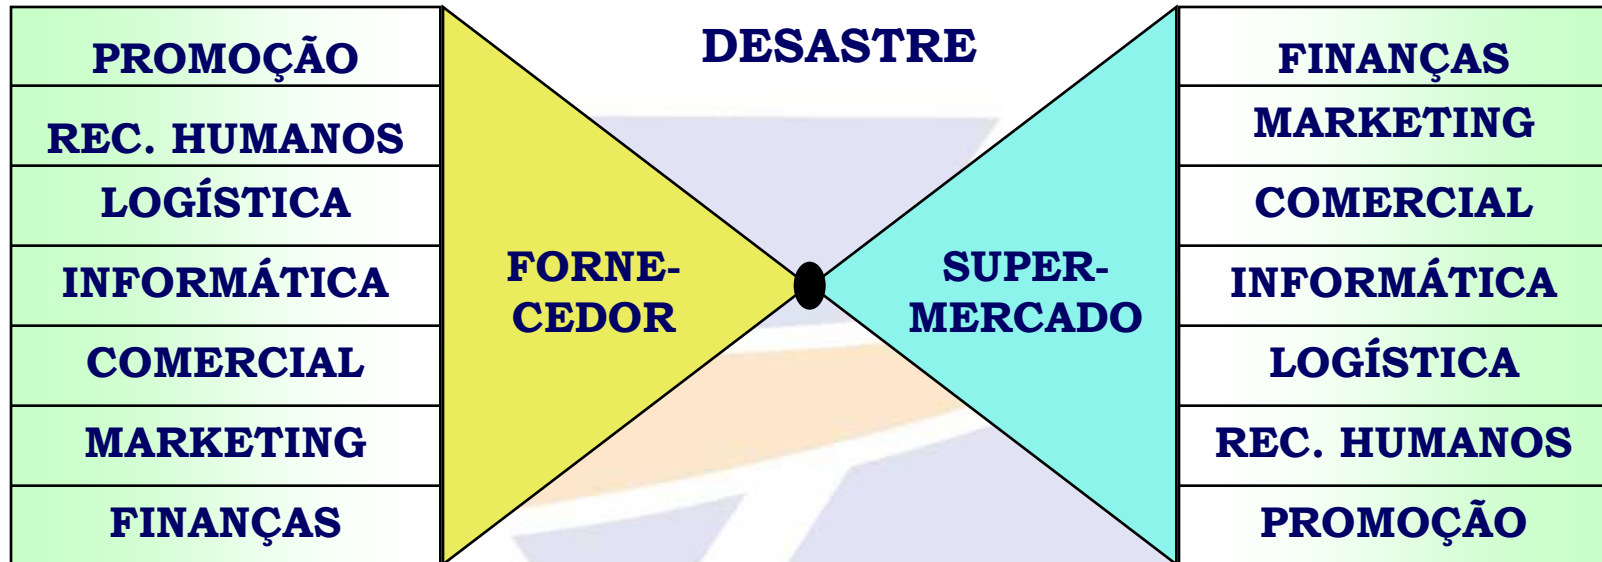 DESASTRE
PROMOÇÃO
REC. HUMANOS
LOGÍSTICA
INFORMÁTICA
COMERCIAL
MARKETING
FINANÇAS
FORNE-
CEDOR
SUPER-
MERCADO
FINANÇAS
MARKETING
COMERCIAL
INFORMÁTICA
LOGÍSTICA
REC. HUMANOS
PROMOÇÃO